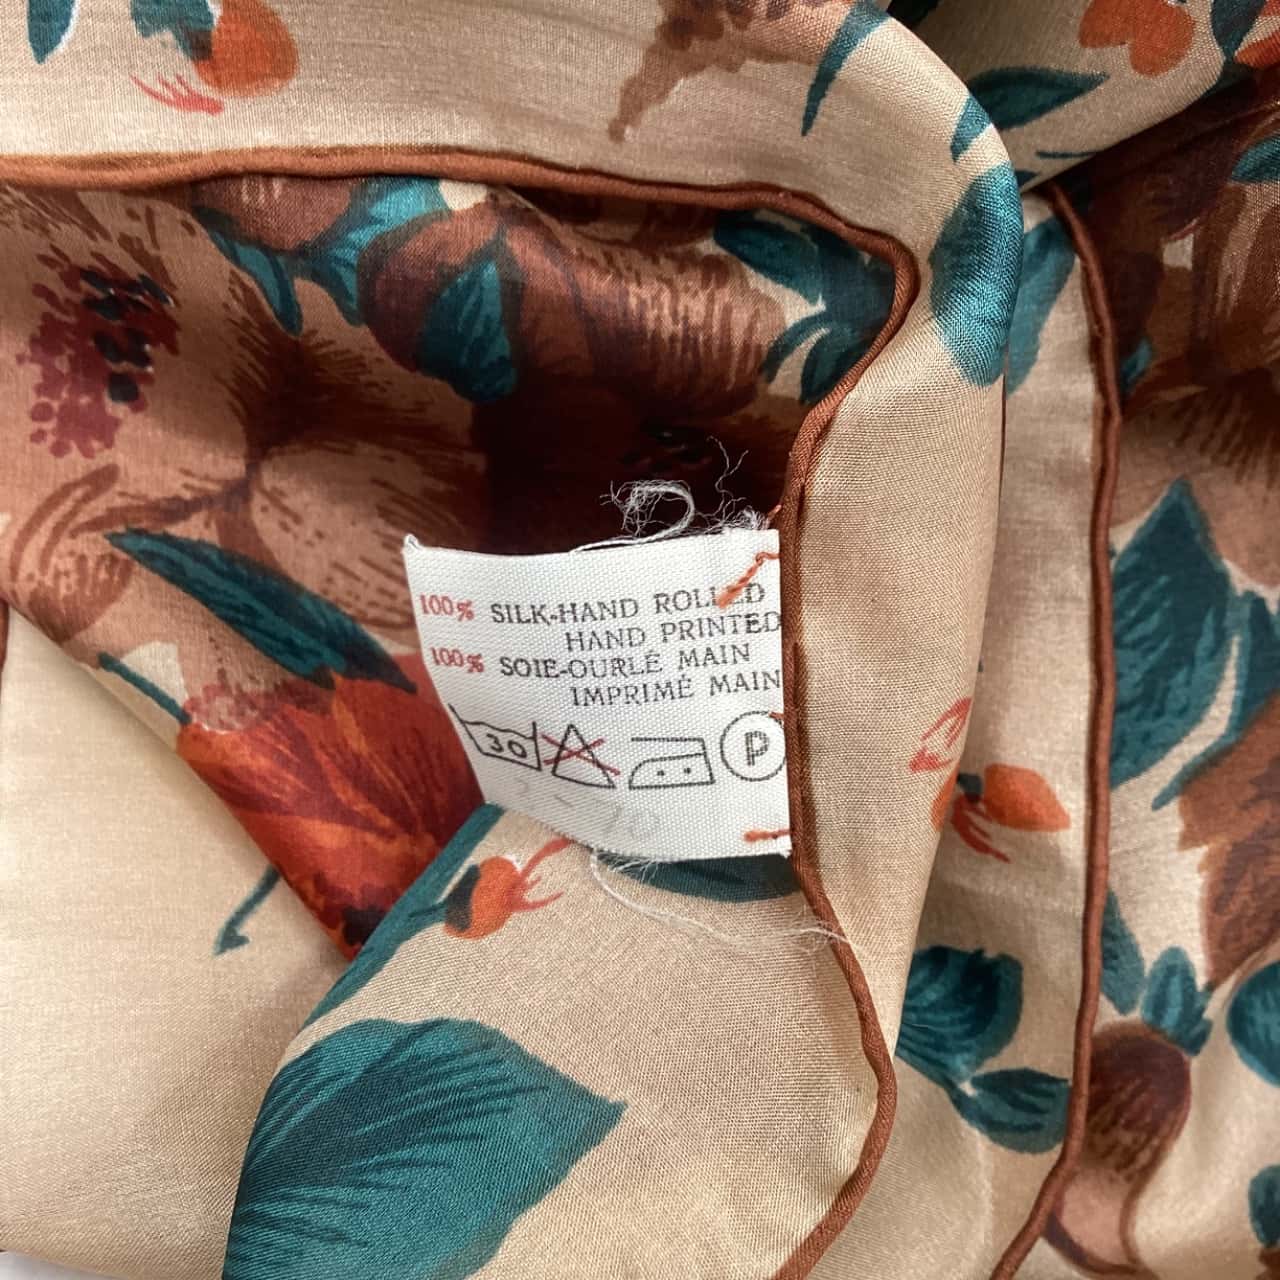 100% SILK-HAND ROLLED
HAND PRINTED
100% SOIE-OURLÉ MAIN
IMPRIMÉ MAIN
30 P